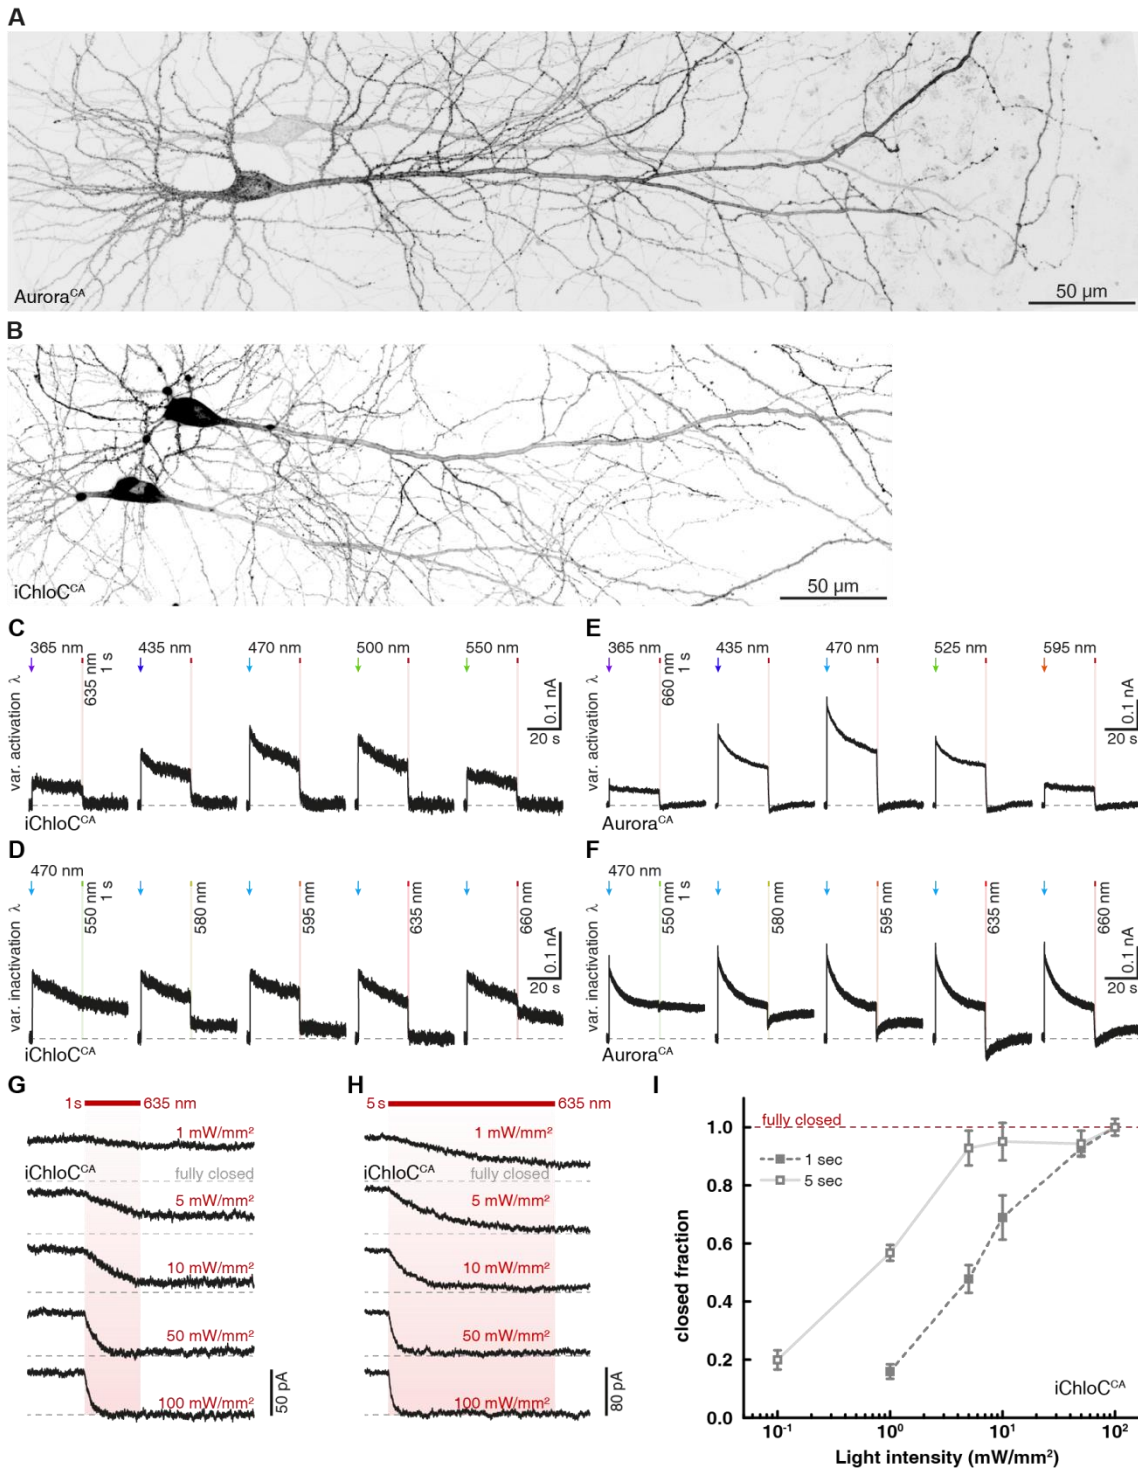 A
Aurora^CA
50 µm
B
iChloC^CA
50 µm
C
365 nm
435 nm
470 nm
500 nm
550 nm
635 nm
1 s
var. activation λ
0.1 nA
20 s
iChloC^CA
E
365 nm
435 nm
470 nm
525 nm
595 nm
660 nm
1 s
var. activation λ
0.1 nA
20 s
Aurora^CA
D
470 nm
550 nm
1 s
580 nm
595 nm
635 nm
660 nm
var. inactivation λ
0.1 nA
20 s
iChloC^CA
F
470 nm
550 nm
1 s
580 nm
595 nm
635 nm
660 nm
var. inactivation λ
0.1 nA
20 s
Aurora^CA
G
1s
635 nm
1 mW/mm²
iChloC^CA
fully closed
5 mW/mm²
10 mW/mm²
50 mW/mm²
100 mW/mm²
50 pA
H
5s
635 nm
1 mW/mm²
iChloC^CA
fully closed
5 mW/mm²
10 mW/mm²
50 mW/mm²
100 mW/mm²
80 pA
I
fully closed
1 sec
5 sec
1.0
0.8
0.6
0.4
0.2
0.0
closed fraction
10⁻¹
10⁰
10¹
10²
Light intensity (mW/mm²)
iChloC^CA